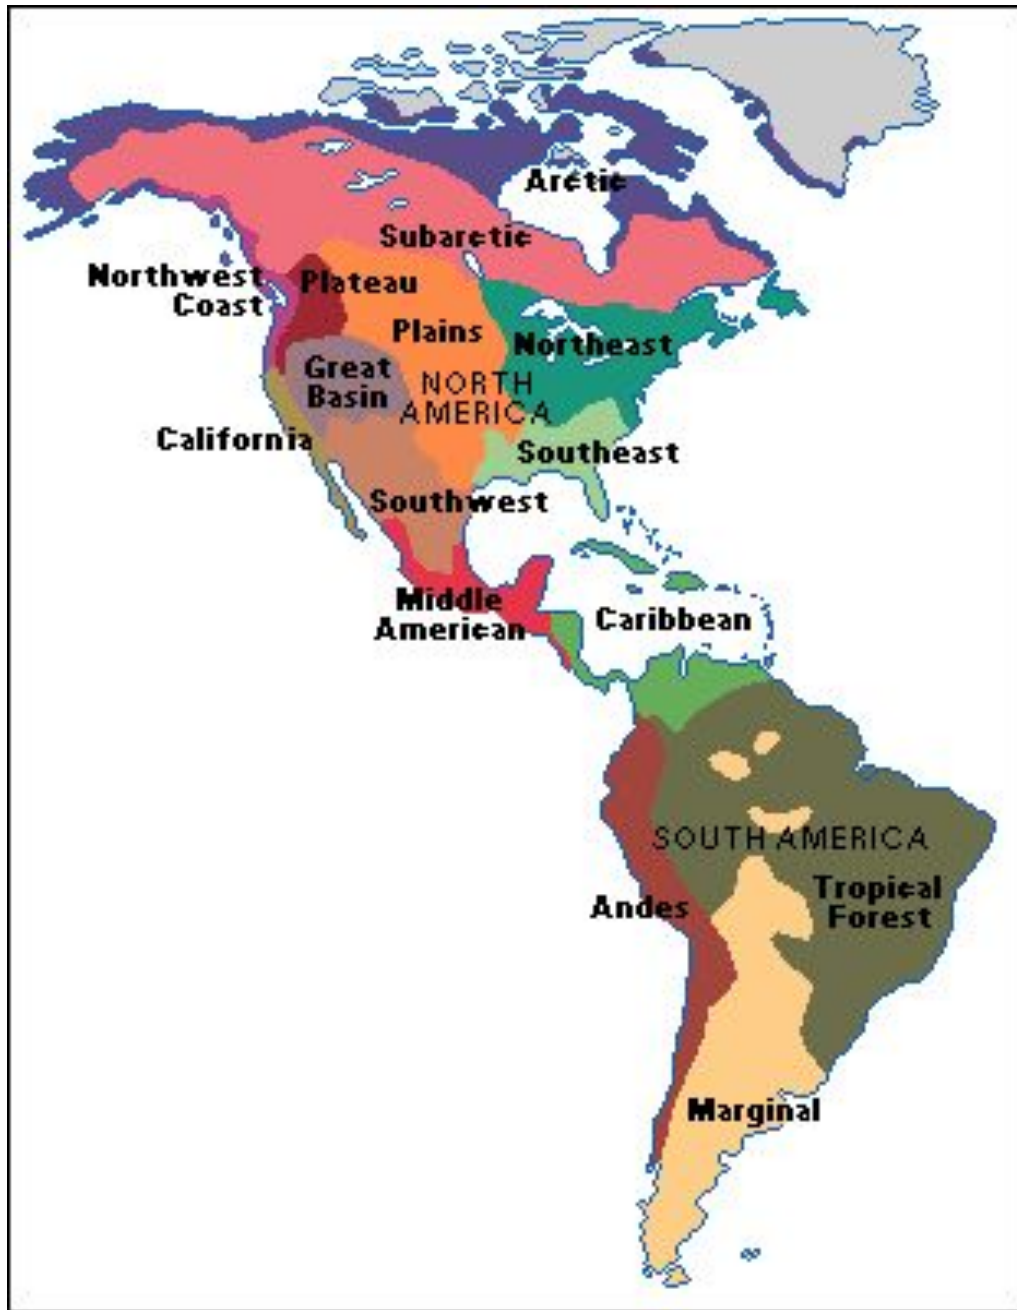 Arctic
Subarctic
Northwest
Coast
Plateau
Plains
Northeast
Great
Basin
NORTH
AMERICA
California
Southeast
Southwest
Middle
American
Caribbean
SOUTH AMERICA
Tropical
Forest
Andes
Marginal